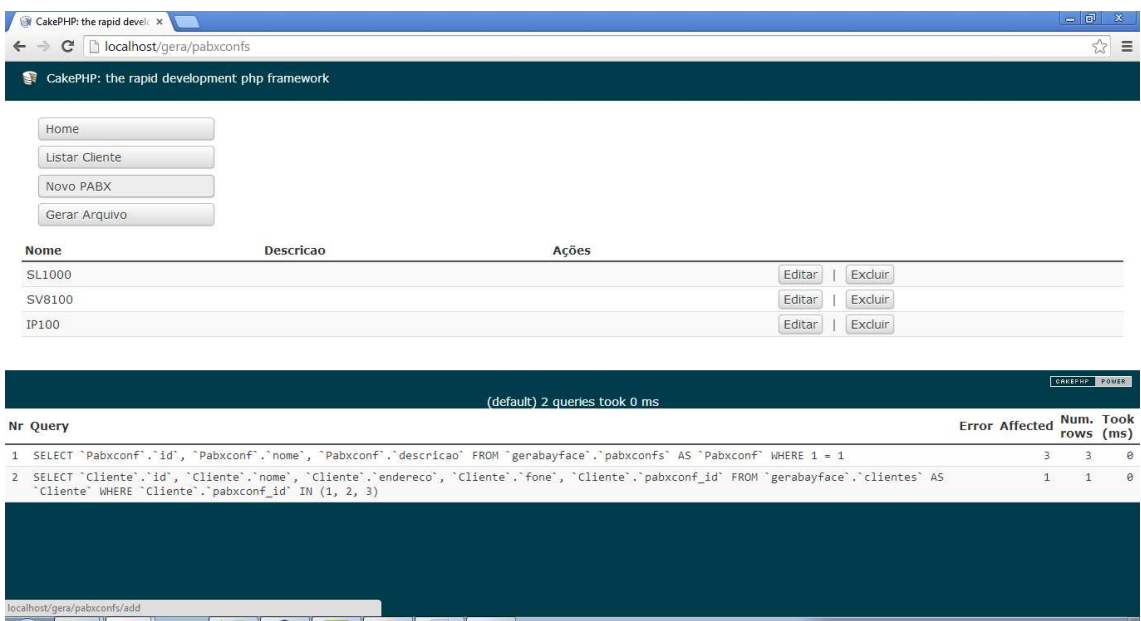 CakePHP: the rapid devel
localhost/gera/pabxconfs
CakePHP: the rapid development php framework
Home
Listar Cliente
Novo PABX
Gerar Arquivo
Nome Descricao Ações
SL1000 Editar | Excluir
SV8100 Editar | Excluir
IP100 Editar | Excluir
CAKEPHP POWER
(default) 2 queries took 0 ms
Nr Query Error Affected Num. rows Took (ms)
1 SELECT `Pabxconf`.`id`, `Pabxconf`.`nome`, `Pabxconf`.`descricao` FROM `gerabayface`.`pabxconfs` AS `Pabxconf` WHERE 1 = 1 3 3 0
2 SELECT `Cliente`.`id`, `Cliente`.`nome`, `Cliente`.`endereco`, `Cliente`.`fone`, `Cliente`.`pabxconf_id` FROM `gerabayface`.`clientes` AS 1 1 0
`Cliente` WHERE `Cliente`.`pabxconf_id` IN (1, 2, 3)
localhost/gera/pabxconfs/add